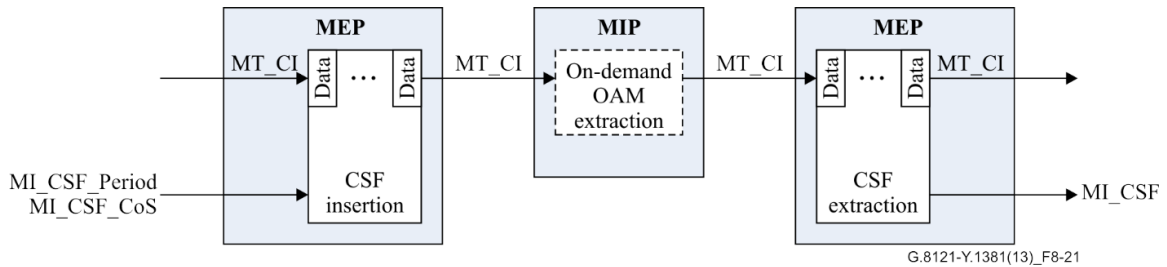 MEP
MIP
MEP
MT_CI
Data
...
Data
MT_CI
On-demand
OAM
extraction
MT_CI
Data
...
Data
MT_CI
MI_CSF_Period
MI_CSF_CoS
CSF
insertion
CSF
extraction
MI_CSF
G.8121-Y.1381(13)_F8-21